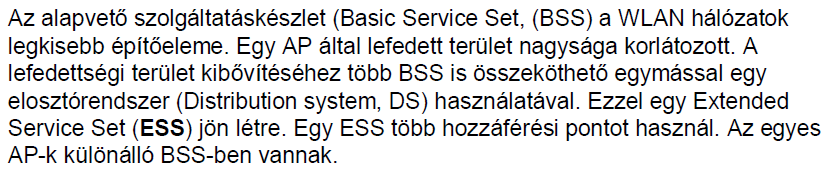 Az alapvető szolgáltatáskészlet (Basic Service Set, (BSS) a WLAN hálózatok
legkisebb építőeleme. Egy AP által lefedett terület nagysága korlátozott. A
lefedettségi terület kibővítéséhez több BSS is összeköthető egymással egy
elosztórendszer (Distribution system, DS) használatával. Ezzel egy Extended
Service Set (ESS) jön létre. Egy ESS több hozzáférési pontot használ. Az egyes
AP-k különálló BSS-ben vannak.